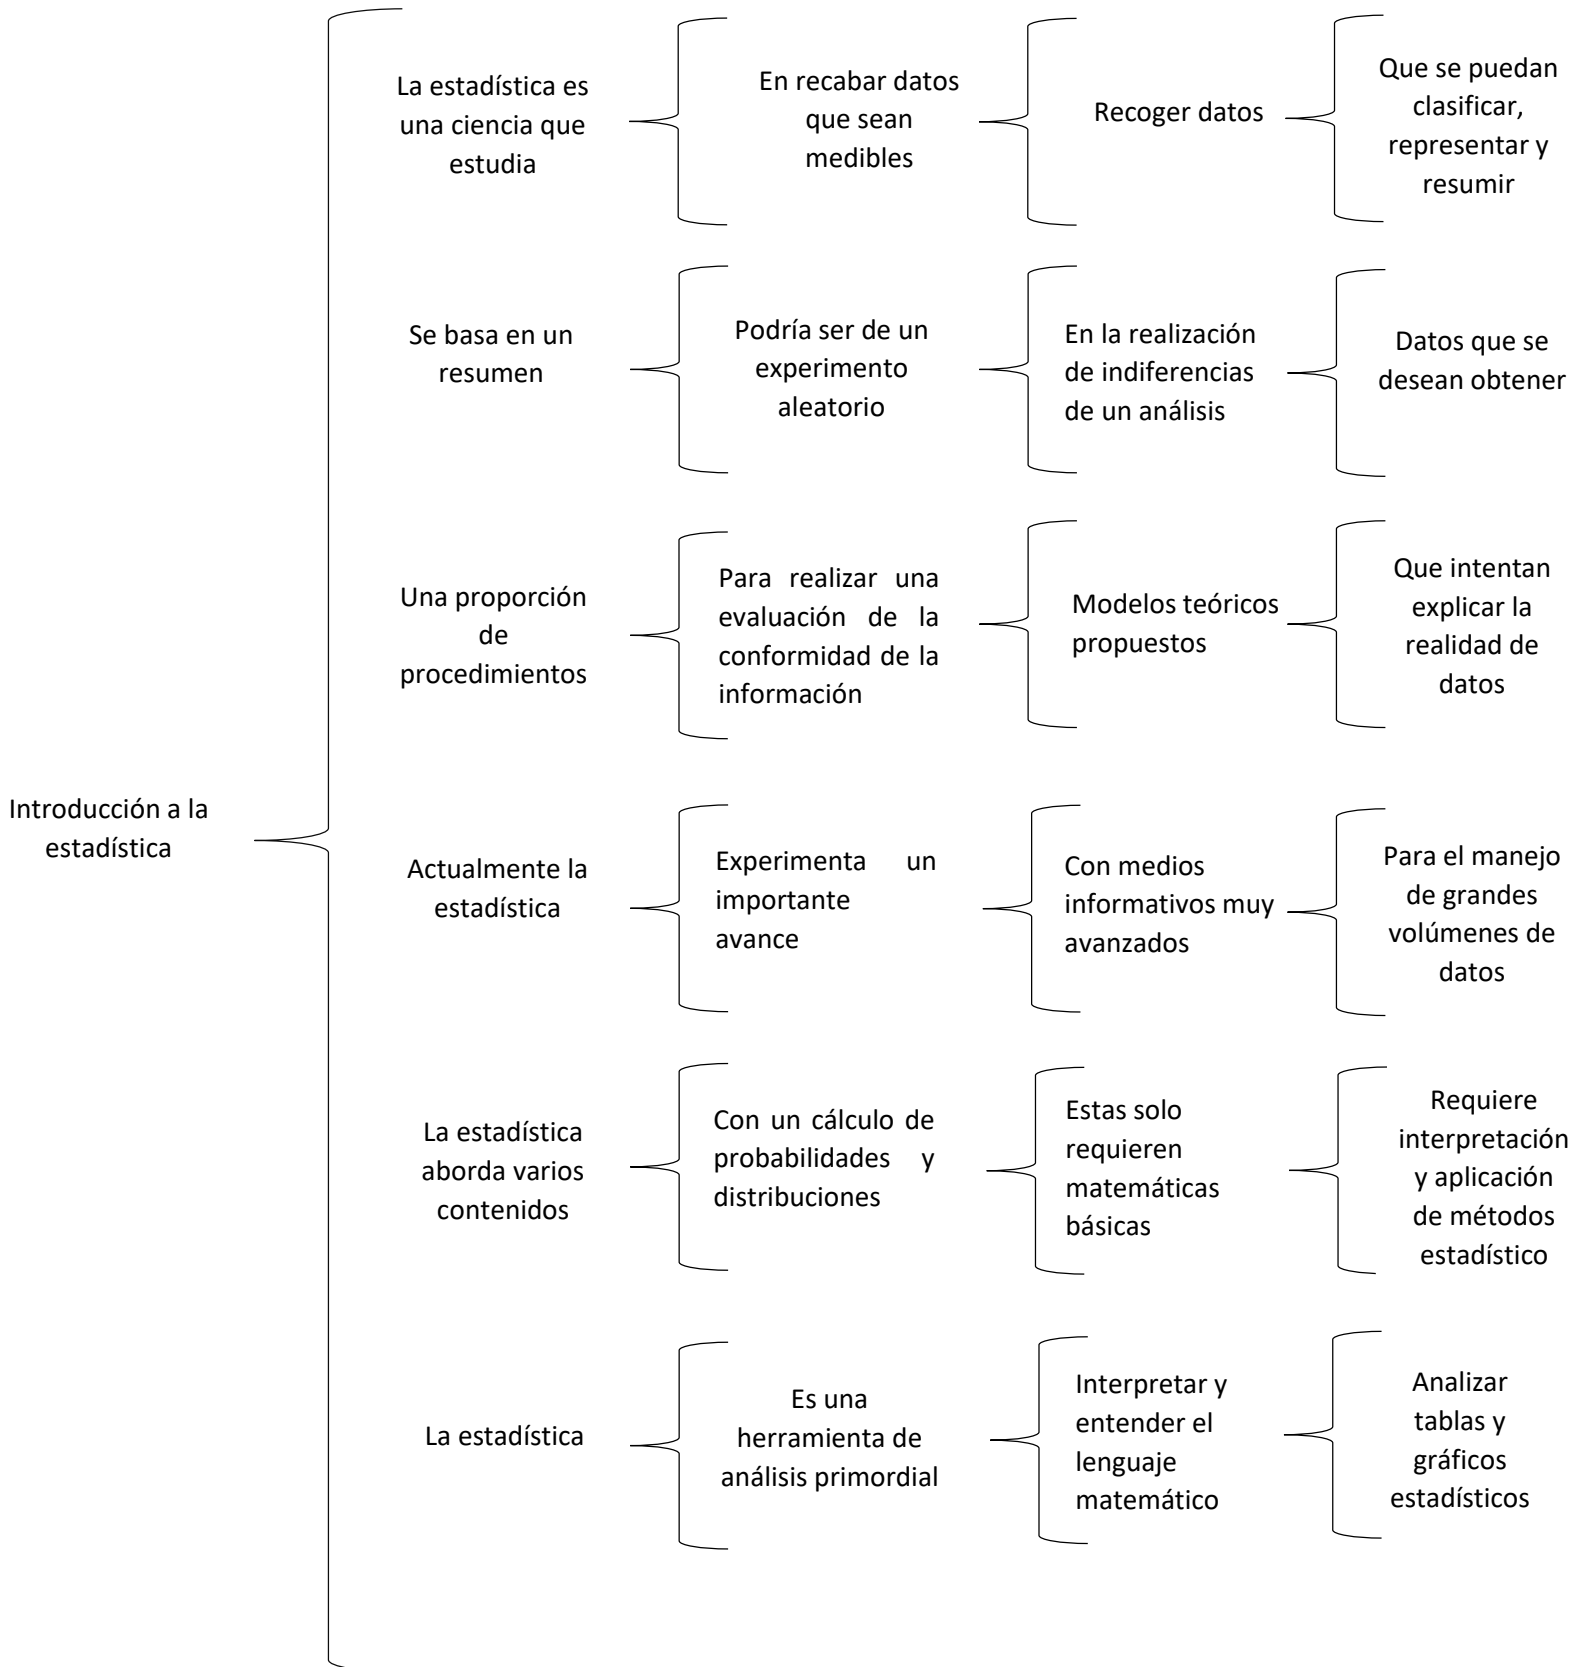 Introducción a la
estadística
La estadística es
una ciencia que
estudia
En recabar datos
que sean
medibles
Recoger datos
Que se puedan
clasificar,
representar y
resumir
Se basa en un
resumen
Podría ser de un
experimento
aleatorio
En la realización
de indiferencias
de un análisis
Datos que se
desean obtener
Una proporción
de
procedimientos
Para realizar una
evaluación de la
conformidad de la
información
Modelos teóricos
propuestos
Que intentan
explicar la
realidad de
datos
Actualmente la
estadística
Experimenta un
importante
avance
Con medios
informativos muy
avanzados
Para el manejo
de grandes
volúmenes de
datos
La estadística
aborda varios
contenidos
Con un cálculo de
probabilidades y
distribuciones
Estas solo
requieren
matemáticas
básicas
Requiere
interpretación
y aplicación
de métodos
estadístico
La estadística
Es una
herramienta de
análisis primordial
Interpretar y
entender el
lenguaje
matemático
Analizar
tablas y
gráficos
estadísticos